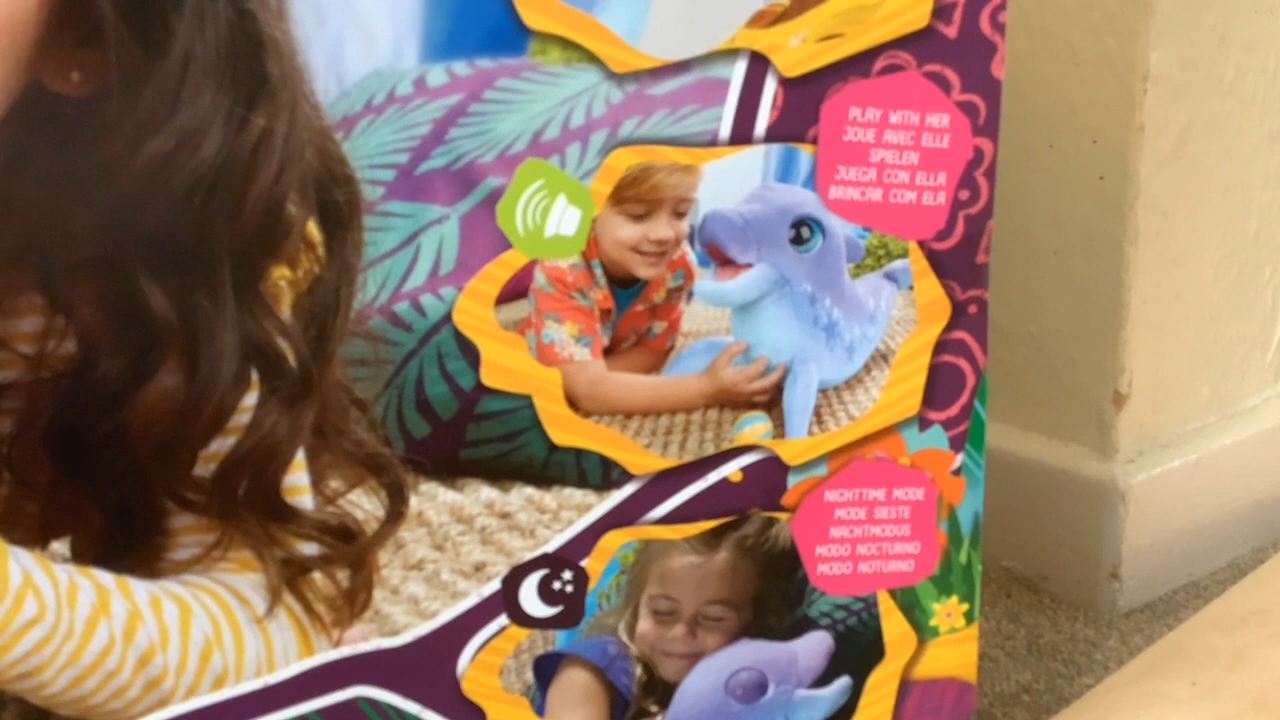 PLAY WITH HER
JOUE AVEC ELLE
SPIELEN
JUEGA CON ELLA
BRINCAR COM ELA
NIGHTTIME MODE
MODE SIESTE
NACHTMODUS
MODO NOCTURNO
MODO NOTURNO